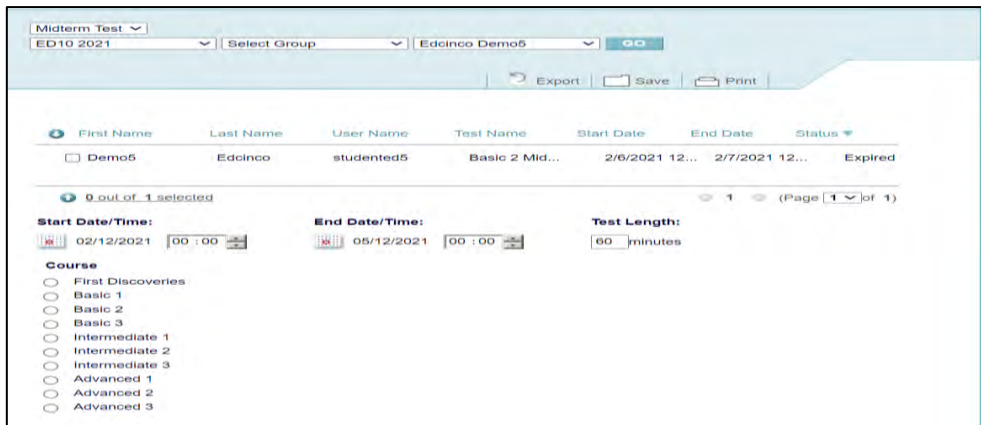 Midterm Test
ED10 2021 Select Group Edcinco Demo5 GO
Export Save Print
First Name Last Name User Name Test Name Start Date End Date Status
Demo5 Edcinco studented5 Basic 2 Mid... 2/6/2021 12... 2/7/2021 12... Expired
0 out of 1 selected 1 (Page 1 of 1)
Start Date/Time: End Date/Time: Test Length:
02/12/2021 00 : 00 05/12/2021 00 : 00 60 minutes
Course
First Discoveries
Basic 1
Basic 2
Basic 3
Intermediate 1
Intermediate 2
Intermediate 3
Advanced 1
Advanced 2
Advanced 3